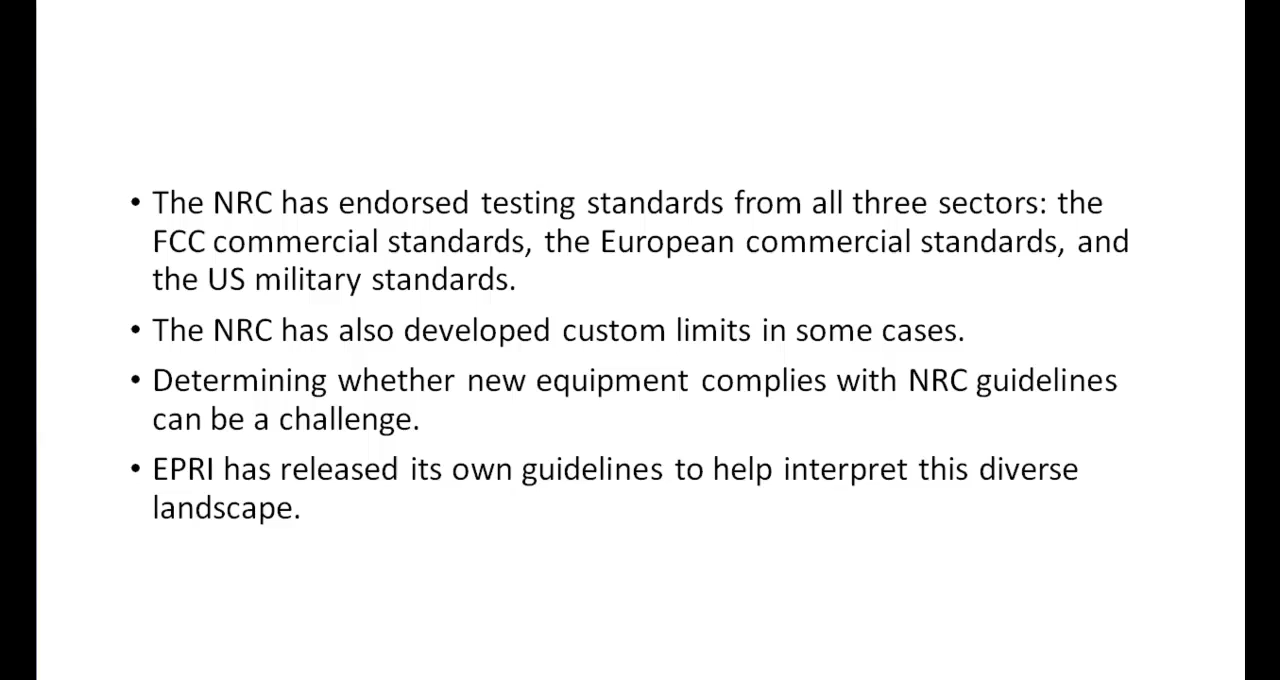 • The NRC has endorsed testing standards from all three sectors: the
FCC commercial standards, the European commercial standards, and
the US military standards.
• The NRC has also developed custom limits in some cases.
• Determining whether new equipment complies with NRC guidelines
can be a challenge.
• EPRI has released its own guidelines to help interpret this diverse
landscape.